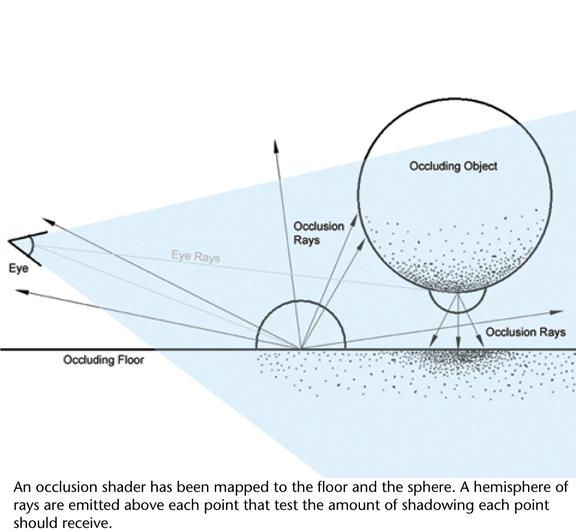 Occluding Object
Occlusion
Rays
Eye Rays
Eye
Occlusion Rays
Occluding Floor
An occlusion shader has been mapped to the floor and the sphere. A hemisphere of
rays are emitted above each point that test the amount of shadowing each point
should receive.